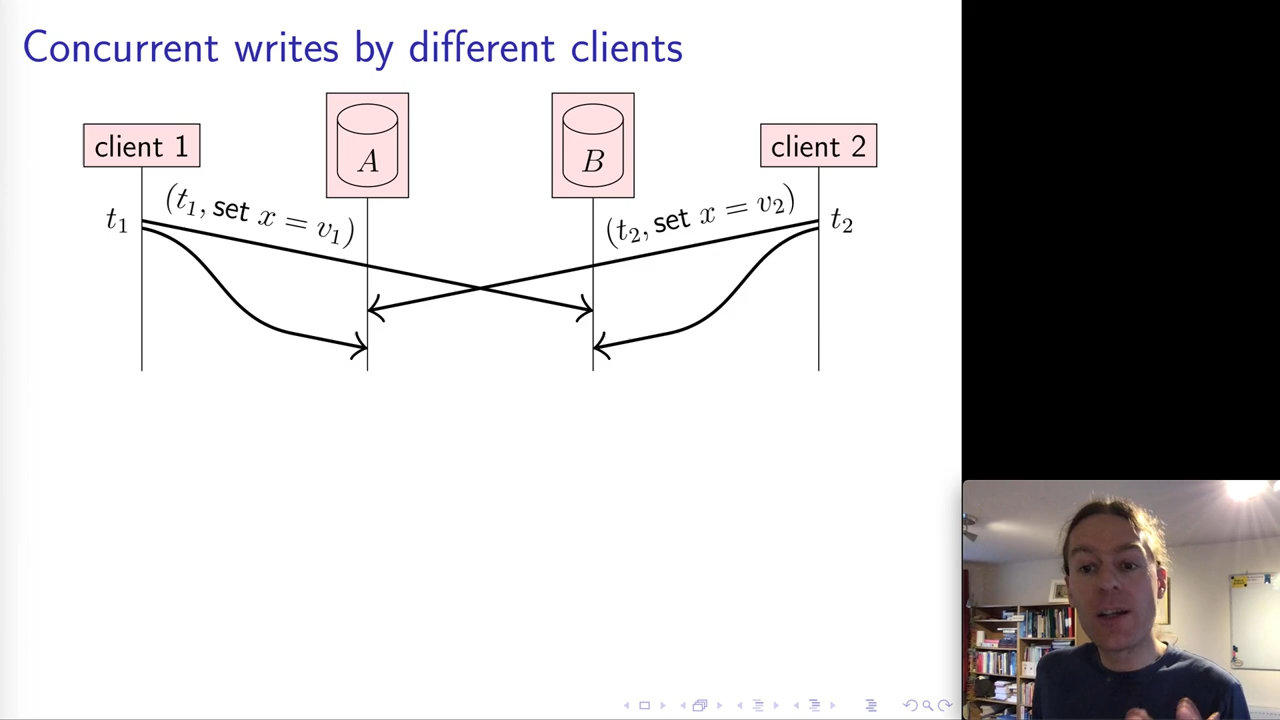 Concurrent writes by different clients
client 1
A
B
client 2
(t₁, set x = v₁)
(t₂, set x = v₂)
t₁
t₂